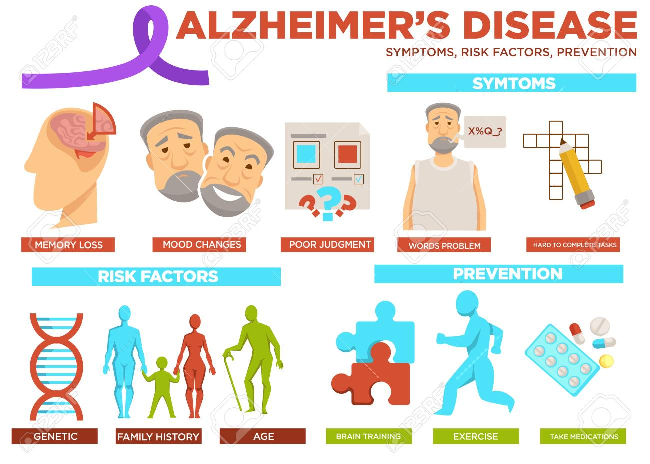 ALZHEIMER'S DISEASE
SYMPTOMS, RISK FACTORS, PREVENTION
SYMTOMS
X%Q_?
MEMORY LOSS
MOOD CHANGES
POOR JUDGMENT
WORDS PROBLEM
HARD TO COMPLETE TASKS
RISK FACTORS
PREVENTION
GENETIC
FAMILY HISTORY
AGE
BRAIN TRAINING
EXERCISE
TAKE MEDICATIONS
123RF